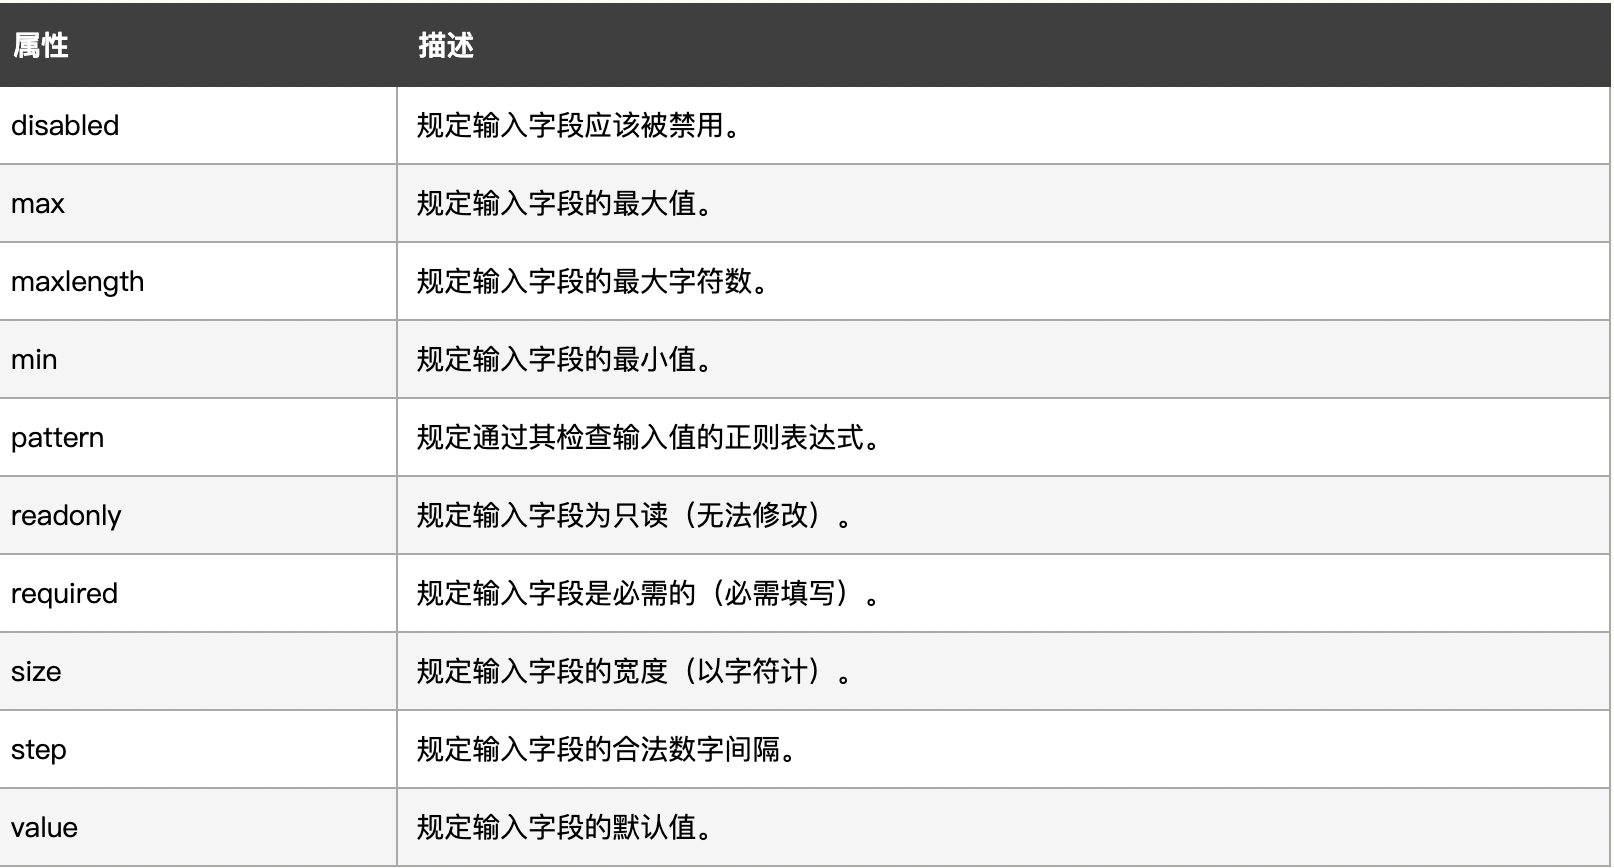 属性 描述
disabled 规定输入字段应该被禁用。
max 规定输入字段的最大值。
maxlength 规定输入字段的最大字符数。
min 规定输入字段的最小值。
pattern 规定通过其检查输入值的正则表达式。
readonly 规定输入字段为只读（无法修改）。
required 规定输入字段是必需的（必需填写）。
size 规定输入字段的宽度（以字符计）。
step 规定输入字段的合法数字间隔。
value 规定输入字段的默认值。